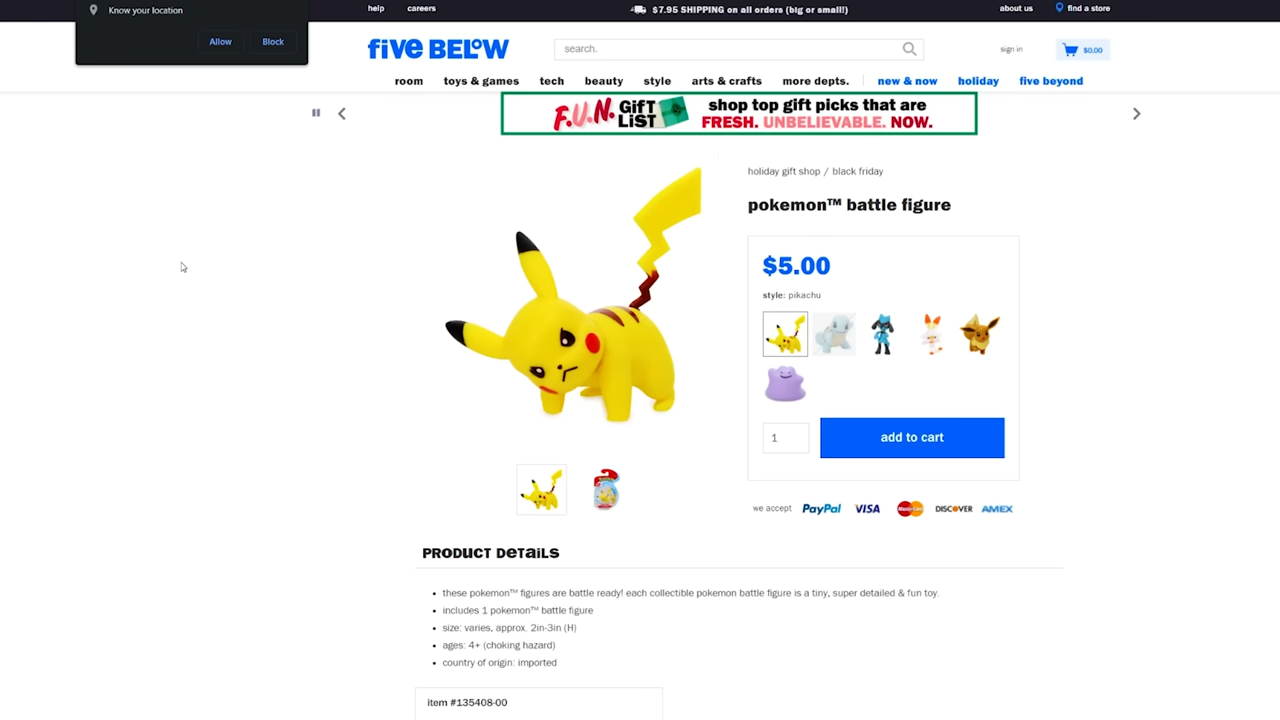 Know your location
Allow Block
help careers $7.95 SHIPPING on all orders (big or small!) about us find a store
five BELOW search. sign in $0.00
room toys & games tech beauty style arts & crafts more depts. new & now holiday five beyond
F.U.N. GiFT LiST shop top gift picks that are
FRESH. UNBELIEVABLE. NOW.
holiday gift shop / black friday
pokemon™ battle figure
$5.00
style: pikachu
1 add to cart
we accept PayPal VISA MasterCard DISCOVER AMEX
PRODUCT DETAILS
• these pokemon™ figures are battle ready! each collectible pokemon battle figure is a tiny, super detailed & fun toy.
• includes 1 pokemon™ battle figure
• size: varies, approx. 2in-3in (H)
• ages: 4+ (choking hazard)
• country of origin: imported
item #135408-00